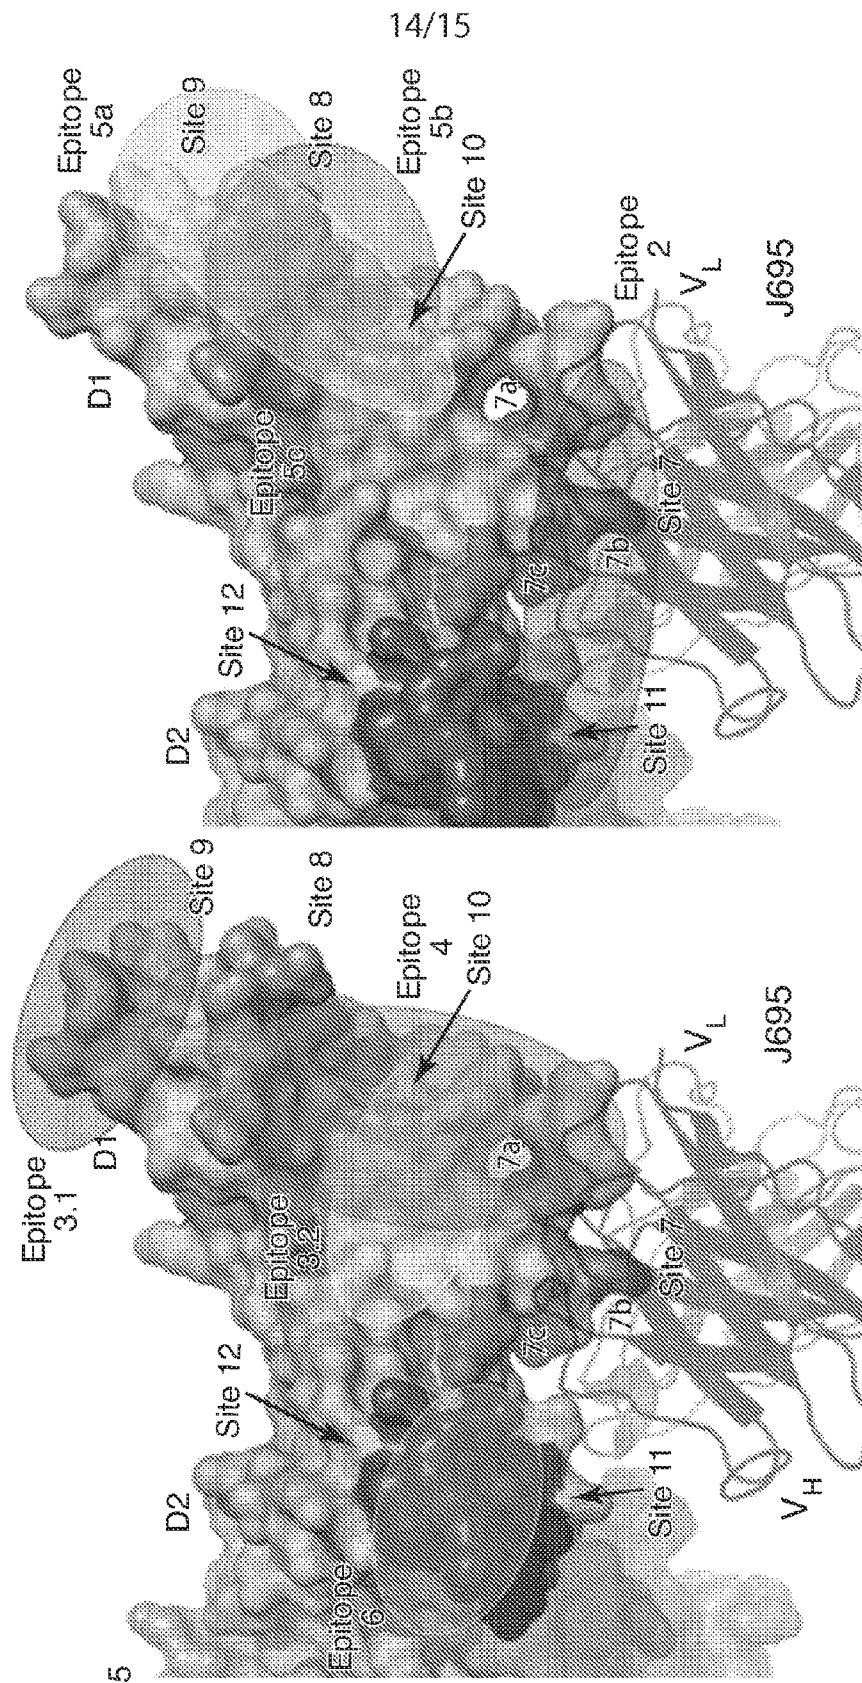 14/15
5
D2
Site 12
Epitope
3.1
D1
Site 9
Site 8
Epitope
3.2
Epitope
4
Site 10
Epitope
6
7a
7c
7b
Site 7
Site 11
VH
VL
J695
D2
Site 12
D1
Epitope
5a
Site 9
Site 8
Epitope
5c
Epitope
5b
Site 10
7a
Epitope
2
7c
7b
Site 7
Site 11
VL
J695